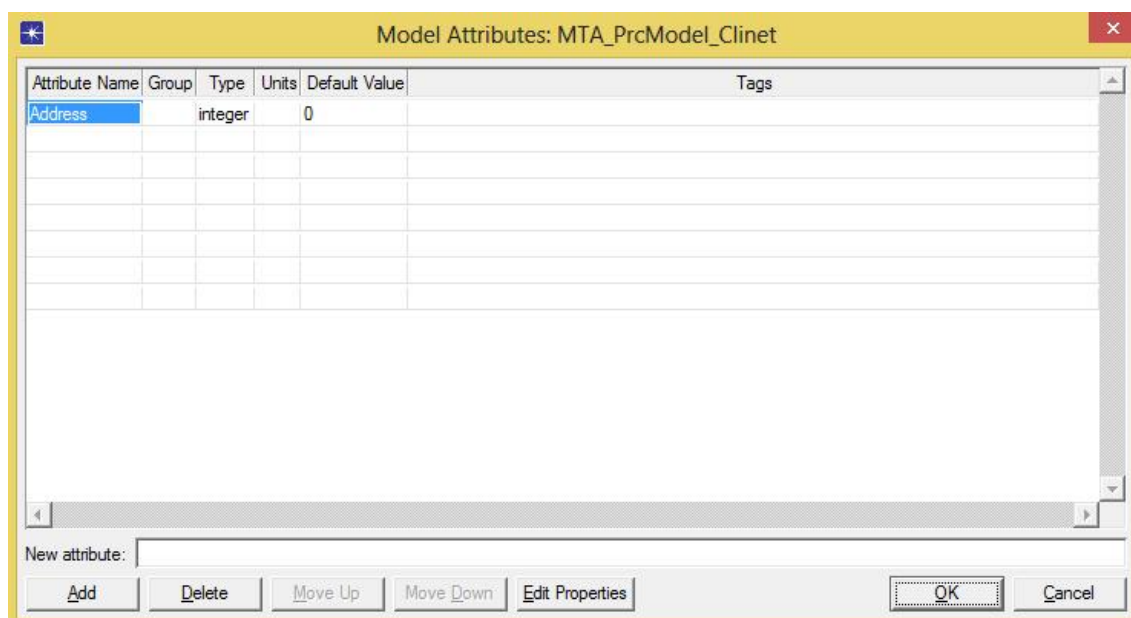 Model Attributes: MTA_PrcModel_Clinet
Attribute Name Group Type Units Default Value Tags
Address integer 0
New attribute:
Add Delete Move Up Move Down Edit Properties OK Cancel